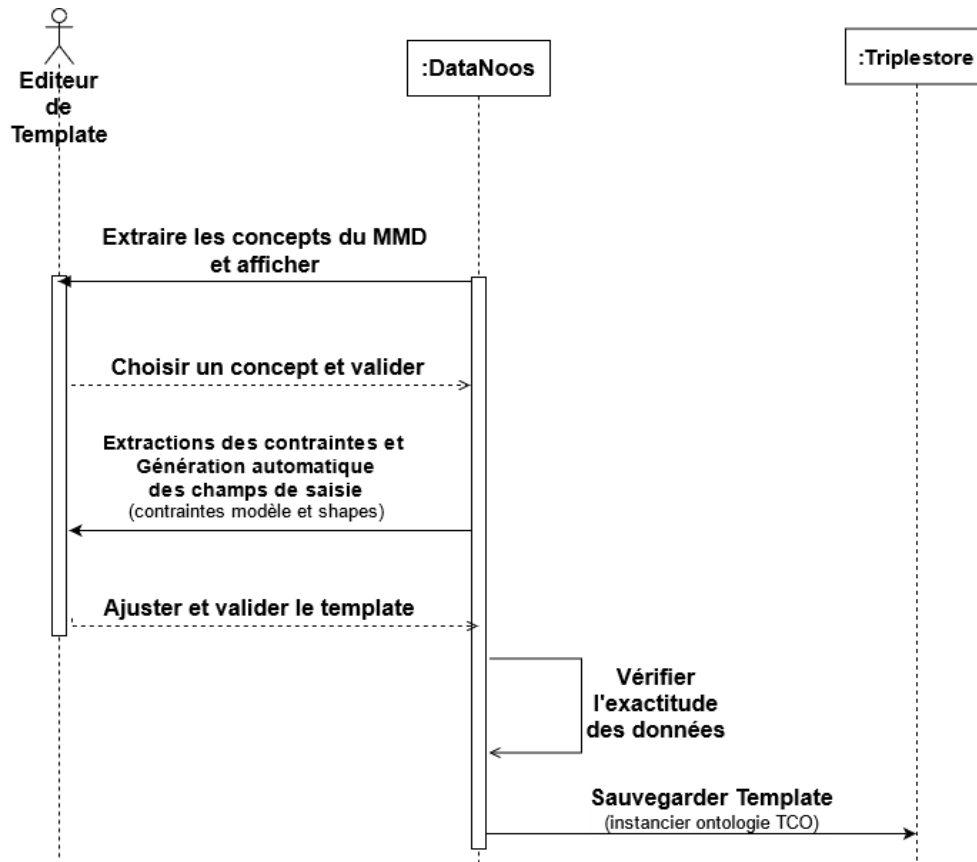 Editeur
de
Template
:DataNoos
:Triplestore
Extraire les concepts du MMD
et afficher
Choisir un concept et valider
Extractions des contraintes et
Génération automatique
des champs de saisie
(contraintes modèle et shapes)
Ajuster et valider le template
Vérifier
l'exactitude
des données
Sauvegarder Template
(instancier ontologie TCO)